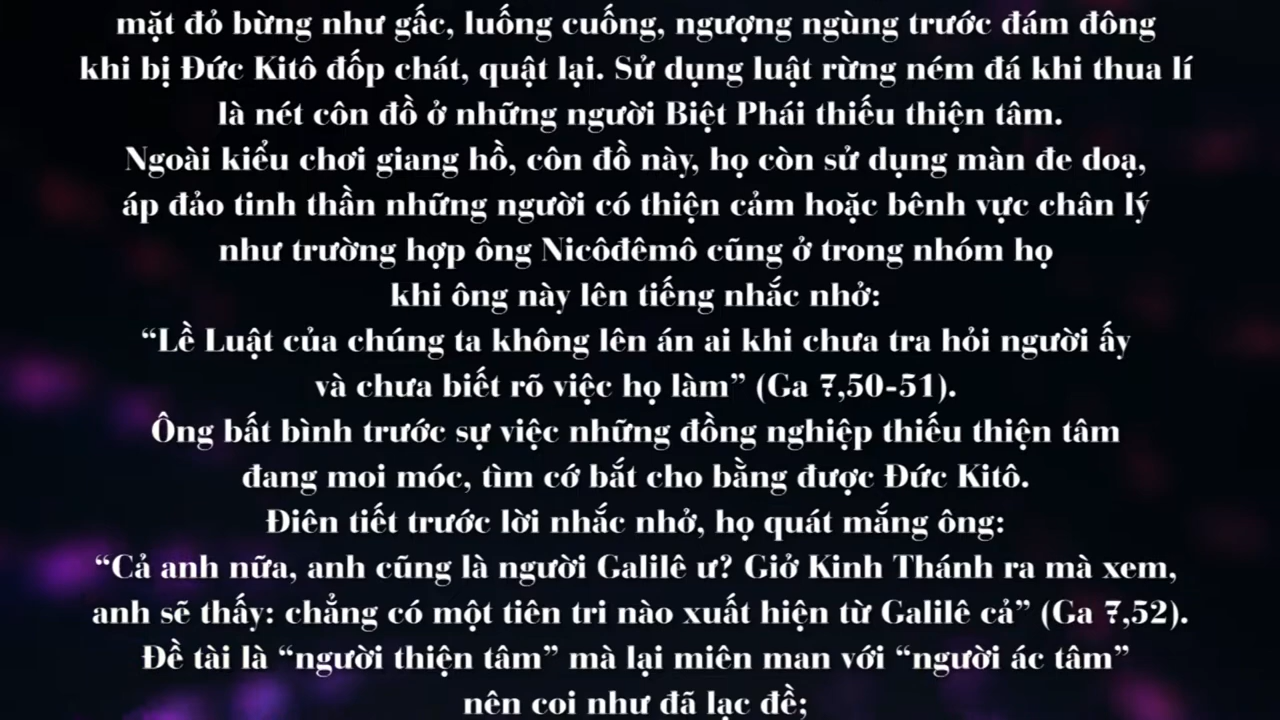 mặt đỏ bừng như gấc, luống cuống, ngượng ngùng trước đám đông
khi bị Đức Kitô đốp chát, quật lại. Sử dụng luật rừng ném đá khi thua lí
là nét côn đồ ở những người Biệt Phái thiếu thiện tâm.
Ngoài kiểu chơi giang hồ, côn đồ này, họ còn sử dụng màn đe doạ,
áp đảo tinh thần những người có thiện cảm hoặc bênh vực chân lý
như trường hợp ông Nicôđêmô cũng ở trong nhóm họ
khi ông này lên tiếng nhắc nhở:
“Lề Luật của chúng ta không lên án ai khi chưa tra hỏi người ấy
và chưa biết rõ việc họ làm” (Ga 7,50-51).
Ông bất bình trước sự việc những đồng nghiệp thiếu thiện tâm
đang moi móc, tìm cớ bắt cho bằng được Đức Kitô.
Điên tiết trước lời nhắc nhở, họ quát mắng ông:
“Cả anh nữa, anh cũng là người Galilê ư? Giở Kinh Thánh ra mà xem,
anh sẽ thấy: chẳng có một tiên tri nào xuất hiện từ Galilê cả” (Ga 7,52).
Đề tài là “người thiện tâm” mà lại miên man với “người ác tâm”
nên coi như đã lạc đề;